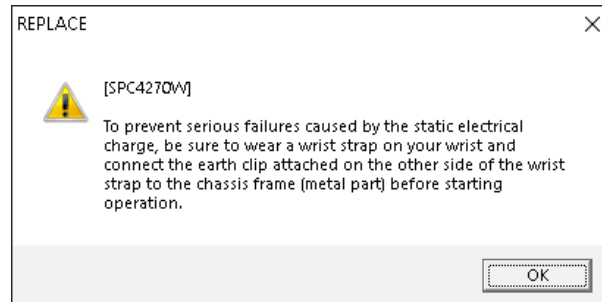 REPLACE
[SPC4270W]
To prevent serious failures caused by the static electrical
charge, be sure to wear a wrist strap on your wrist and
connect the earth clip attached on the other side of the wrist
strap to the chassis frame (metal part) before starting
operation.
OK